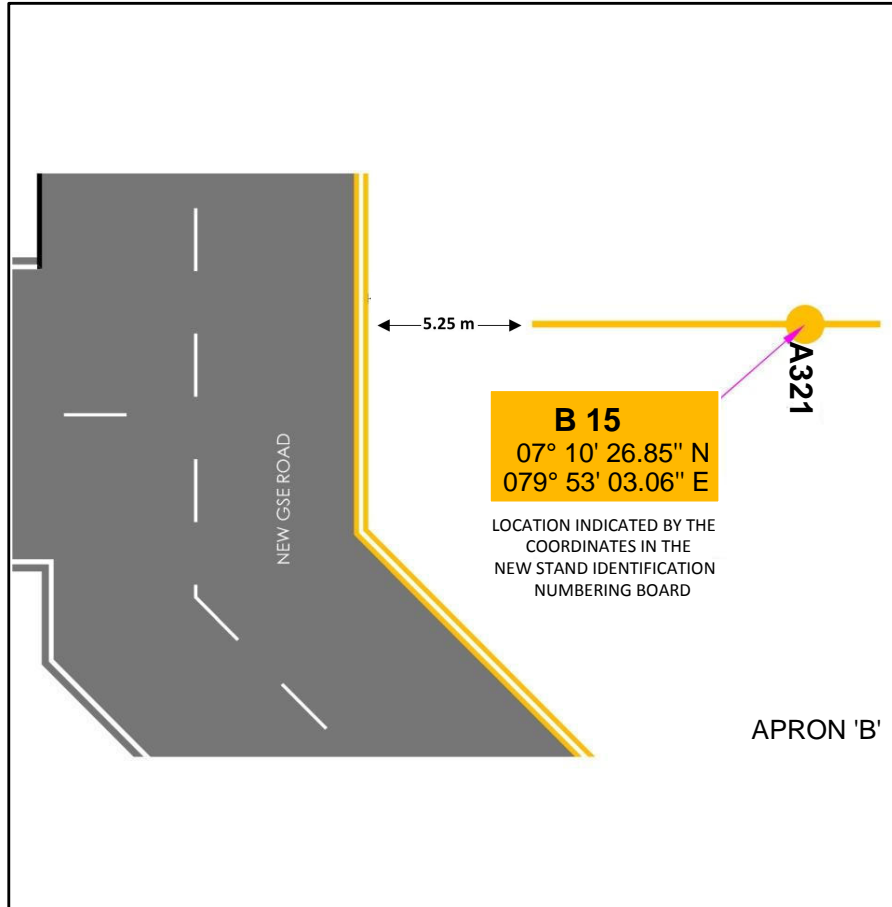 5.25 m
A321
B 15
07° 10' 26.85" N
079° 53' 03.06" E
NEW GSE ROAD
LOCATION INDICATED BY THE
COORDINATES IN THE
NEW STAND IDENTIFICATION
NUMBERING BOARD
APRON 'B'